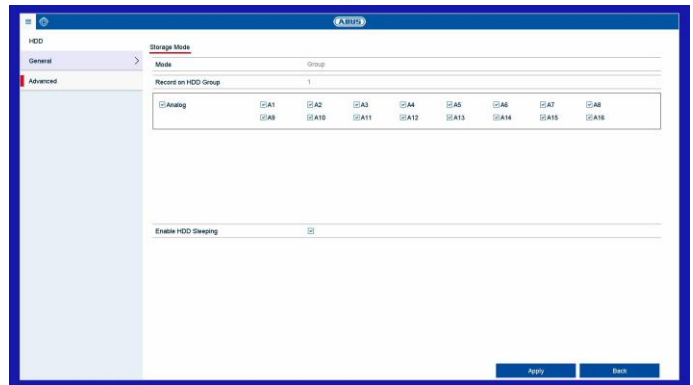 ABUS
HDD
Storage Mode
General
Mode Group
Advanced
Record on HDD Group 1
Analog A1 A2 A3 A4 A5 A6 A7 A8
A9 A10 A11 A12 A13 A14 A15 A16
Enable HDD Sleeping
Apply Back